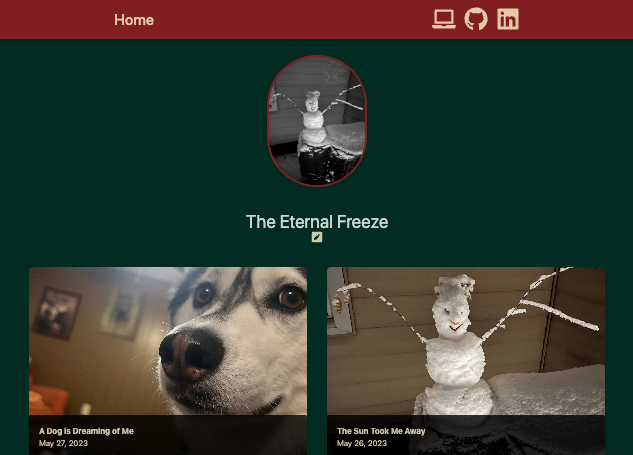 Home
The Eternal Freeze
A Dog is Dreaming of Me
May 27, 2023
The Sun Took Me Away
May 26, 2023